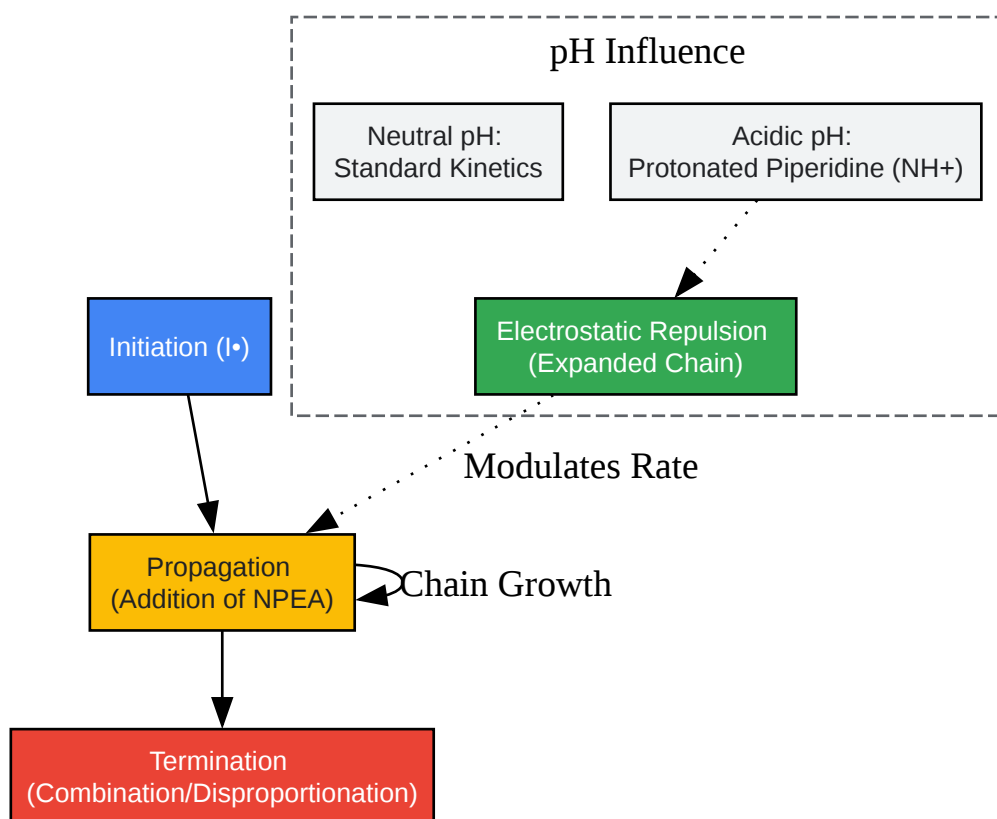 pH Influence
Neutral pH:
Standard Kinetics
Acidic pH:
Protonated Piperidine (NH+)
Initiation (I•)
Electrostatic Repulsion
(Expanded Chain)
Modulates Rate
Propagation
(Addition of NPEA)
Chain Growth
Termination
(Combination/Disproportionation)